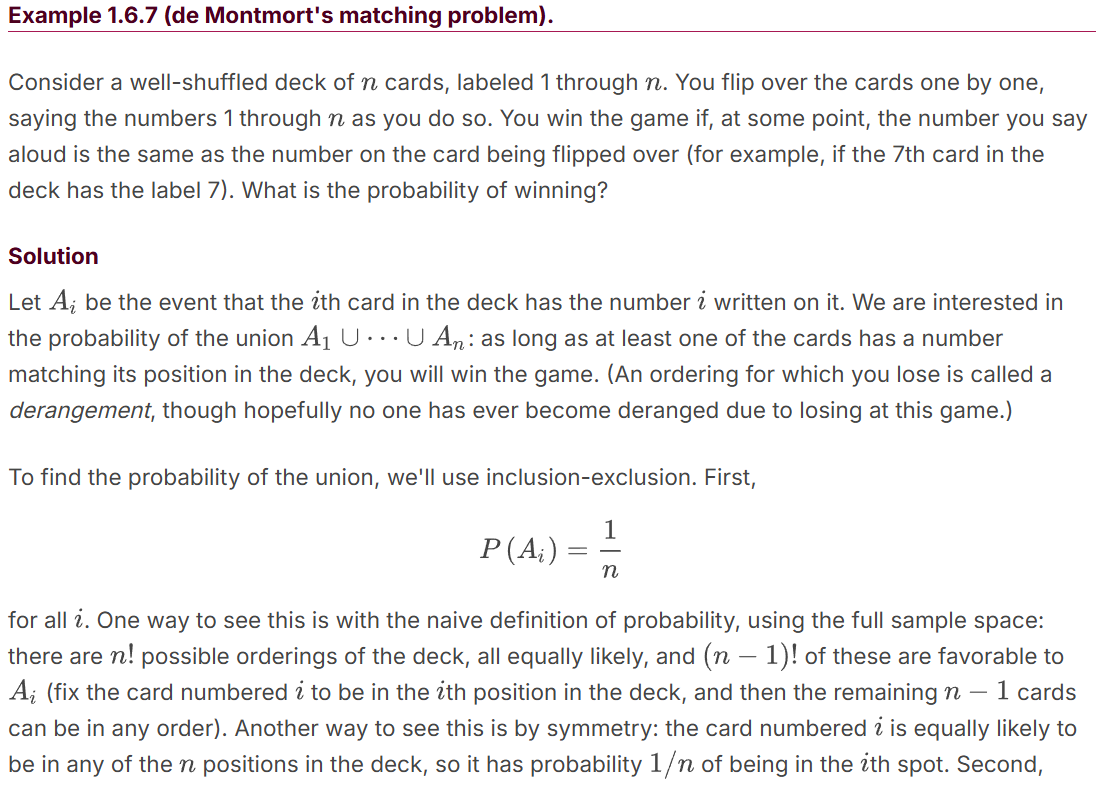 Example 1.6.7 (de Montmort's matching problem).
Consider a well-shuffled deck of n cards, labeled 1 through n. You flip over the cards one by one,
saying the numbers 1 through n as you do so. You win the game if, at some point, the number you say
aloud is the same as the number on the card being flipped over (for example, if the 7th card in the
deck has the label 7). What is the probability of winning?
Solution
Let A_i be the event that the ith card in the deck has the number i written on it. We are interested in
the probability of the union A_1 ∪ ⋯ ∪ A_n: as long as at least one of the cards has a number
matching its position in the deck, you will win the game. (An ordering for which you lose is called a
derangement, though hopefully no one has ever become deranged due to losing at this game.)
To find the probability of the union, we'll use inclusion-exclusion. First,
P(A_i) = 1/n
for all i. One way to see this is with the naive definition of probability, using the full sample space:
there are n! possible orderings of the deck, all equally likely, and (n − 1)! of these are favorable to
A_i (fix the card numbered i to be in the ith position in the deck, and then the remaining n − 1 cards
can be in any order). Another way to see this is by symmetry: the card numbered i is equally likely to
be in any of the n positions in the deck, so it has probability 1/n of being in the ith spot. Second,